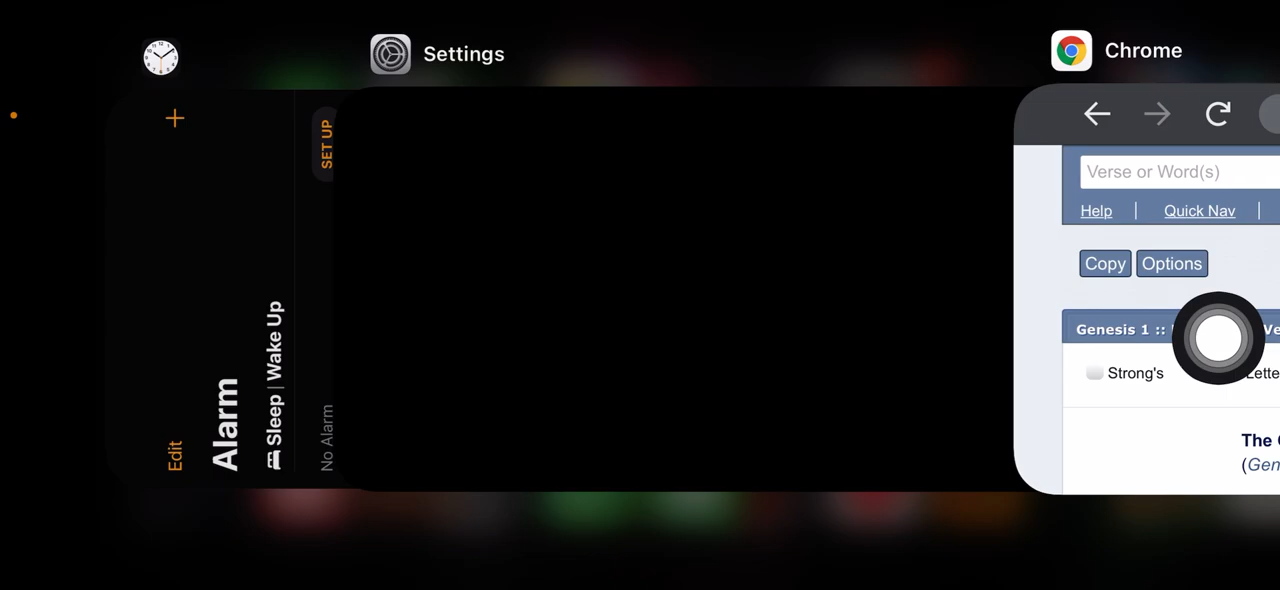 Settings
Chrome
SET UP
Edit
Alarm
Sleep | Wake Up
No Alarm
Verse or Word(s)
Help | Quick Nav |
Copy Options
Genesis 1 ::
Strong's
The
(Gen